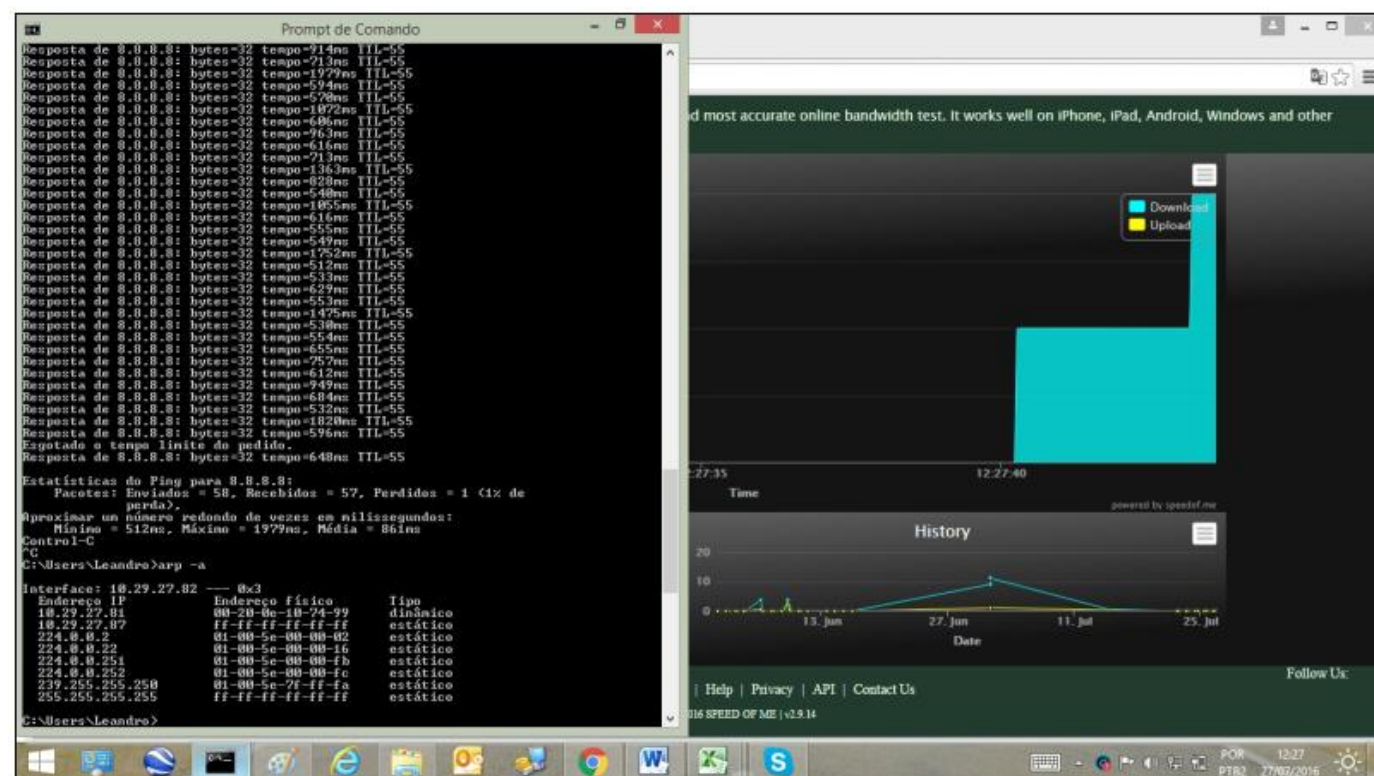 Prompt de Comando
Resposta de 8.8.8.8: bytes=32 tempo=914ms TTL=55
Resposta de 8.8.8.8: bytes=32 tempo=713ms TTL=55
Resposta de 8.8.8.8: bytes=32 tempo=1979ms TTL=55
Resposta de 8.8.8.8: bytes=32 tempo=594ms TTL=55
Resposta de 8.8.8.8: bytes=32 tempo=570ms TTL=55
Resposta de 8.8.8.8: bytes=32 tempo=1072ms TTL=55
Resposta de 8.8.8.8: bytes=32 tempo=606ms TTL=55
Resposta de 8.8.8.8: bytes=32 tempo=963ms TTL=55
Resposta de 8.8.8.8: bytes=32 tempo=616ms TTL=55
Resposta de 8.8.8.8: bytes=32 tempo=713ms TTL=55
Resposta de 8.8.8.8: bytes=32 tempo=1363ms TTL=55
Resposta de 8.8.8.8: bytes=32 tempo=828ms TTL=55
Resposta de 8.8.8.8: bytes=32 tempo=540ms TTL=55
Resposta de 8.8.8.8: bytes=32 tempo=1055ms TTL=55
Resposta de 8.8.8.8: bytes=32 tempo=616ms TTL=55
Resposta de 8.8.8.8: bytes=32 tempo=555ms TTL=55
Resposta de 8.8.8.8: bytes=32 tempo=549ms TTL=55
Resposta de 8.8.8.8: bytes=32 tempo=1752ms TTL=55
Resposta de 8.8.8.8: bytes=32 tempo=512ms TTL=55
Resposta de 8.8.8.8: bytes=32 tempo=533ms TTL=55
Resposta de 8.8.8.8: bytes=32 tempo=629ms TTL=55
Resposta de 8.8.8.8: bytes=32 tempo=553ms TTL=55
Resposta de 8.8.8.8: bytes=32 tempo=1475ms TTL=55
Resposta de 8.8.8.8: bytes=32 tempo=530ms TTL=55
Resposta de 8.8.8.8: bytes=32 tempo=554ms TTL=55
Resposta de 8.8.8.8: bytes=32 tempo=655ms TTL=55
Resposta de 8.8.8.8: bytes=32 tempo=757ms TTL=55
Resposta de 8.8.8.8: bytes=32 tempo=612ms TTL=55
Resposta de 8.8.8.8: bytes=32 tempo=949ms TTL=55
Resposta de 8.8.8.8: bytes=32 tempo=684ms TTL=55
Resposta de 8.8.8.8: bytes=32 tempo=532ms TTL=55
Resposta de 8.8.8.8: bytes=32 tempo=1820ms TTL=55
Resposta de 8.8.8.8: bytes=32 tempo=596ms TTL=55
Esgotado o tempo limite do pedido.
Resposta de 8.8.8.8: bytes=32 tempo=648ms TTL=55
Estatísticas do Ping para 8.8.8.8:
Pacotes: Enviados = 58, Recebidos = 57, Perdidos = 1 (1% de
perda),
Aproximar um número redondo de vezes em milissegundos:
Mínimo = 512ms, Máximo = 1979ms, Média = 861ms
Control-C
^C
C:\Users\Leandro>arp -a
Interface: 10.29.27.82 --- 0x3
Endereço IP Endereço físico Tipo
10.29.27.81 00-20-0e-10-74-99 dinâmico
10.29.27.87 ff-ff-ff-ff-ff-ff estático
224.0.0.2 01-00-5e-00-00-02 estático
224.0.0.22 01-00-5e-00-00-16 estático
224.0.0.251 01-00-5e-00-00-fb estático
224.0.0.252 01-00-5e-00-00-fc estático
239.255.255.250 01-00-5e-7f-ff-fa estático
255.255.255.255 ff-ff-ff-ff-ff-ff estático
C:\Users\Leandro>
d most accurate online bandwidth test. It works well on iPhone, iPad, Android, Windows and other
Download
Upload
2:27:35 12:27:40
Time
powered by speedof.me
History
20
10
0
13. Jun 27. Jun 11. Jul 25. Jul
Date
Follow Us:
| Help | Privacy | API | Contact Us
016 SPEED OF ME | v2.9.14
POR 12:27
PTB2 27/07/2016